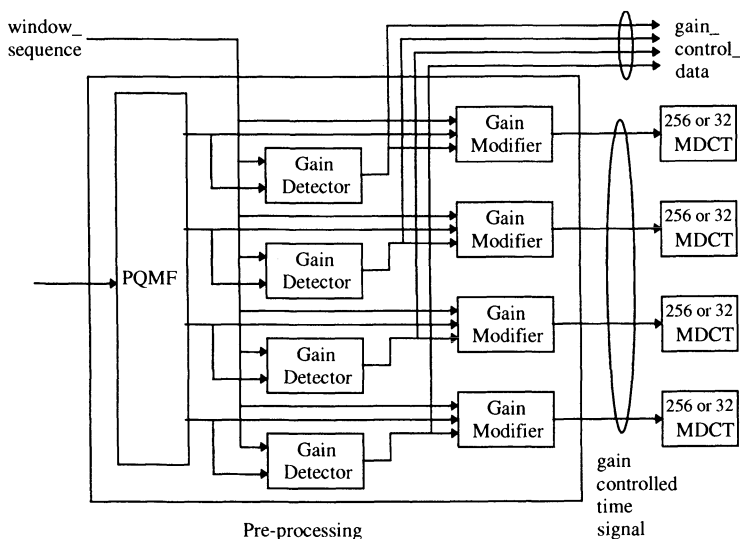 window_
sequence
gain_
control_
data
PQMF
Gain
Detector
Gain
Modifier
256 or 32
MDCT
Gain
Detector
Gain
Modifier
256 or 32
MDCT
Gain
Detector
Gain
Modifier
256 or 32
MDCT
Gain
Detector
Gain
Modifier
256 or 32
MDCT
gain
controlled
time
signal
Pre-processing